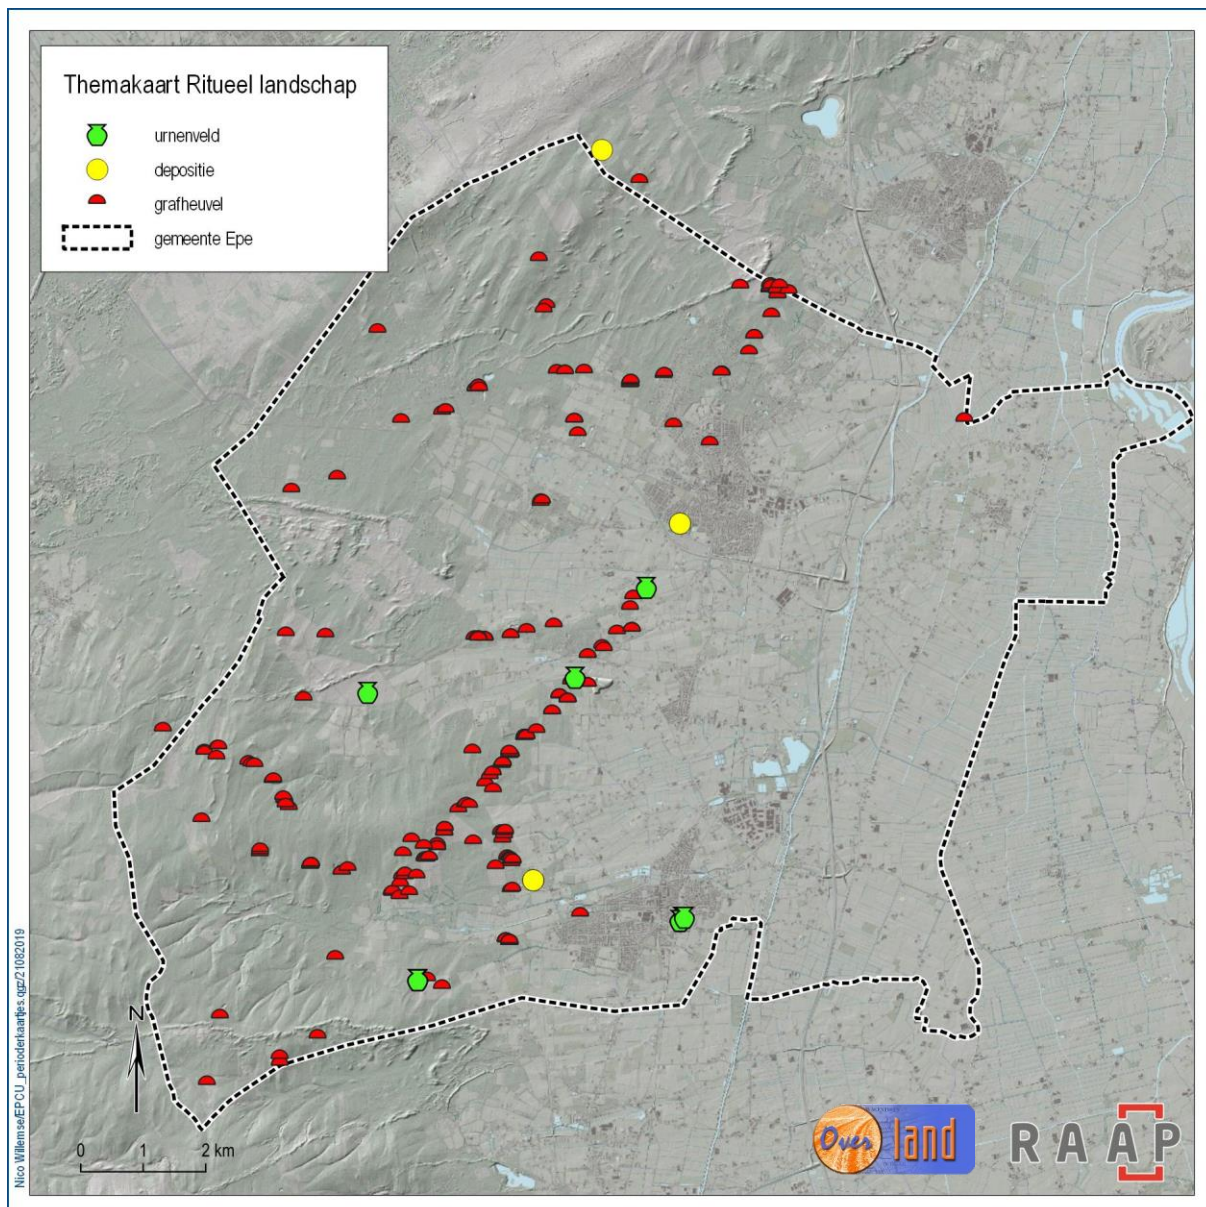 Themakaart Ritueel landschap
urnenveld
depositie
grafheuvel
gemeente Epe
Nico Willemse/EPCU_perioderkaartjes.qgz/21082019
N
0 1 2 km
Over land
RAAP